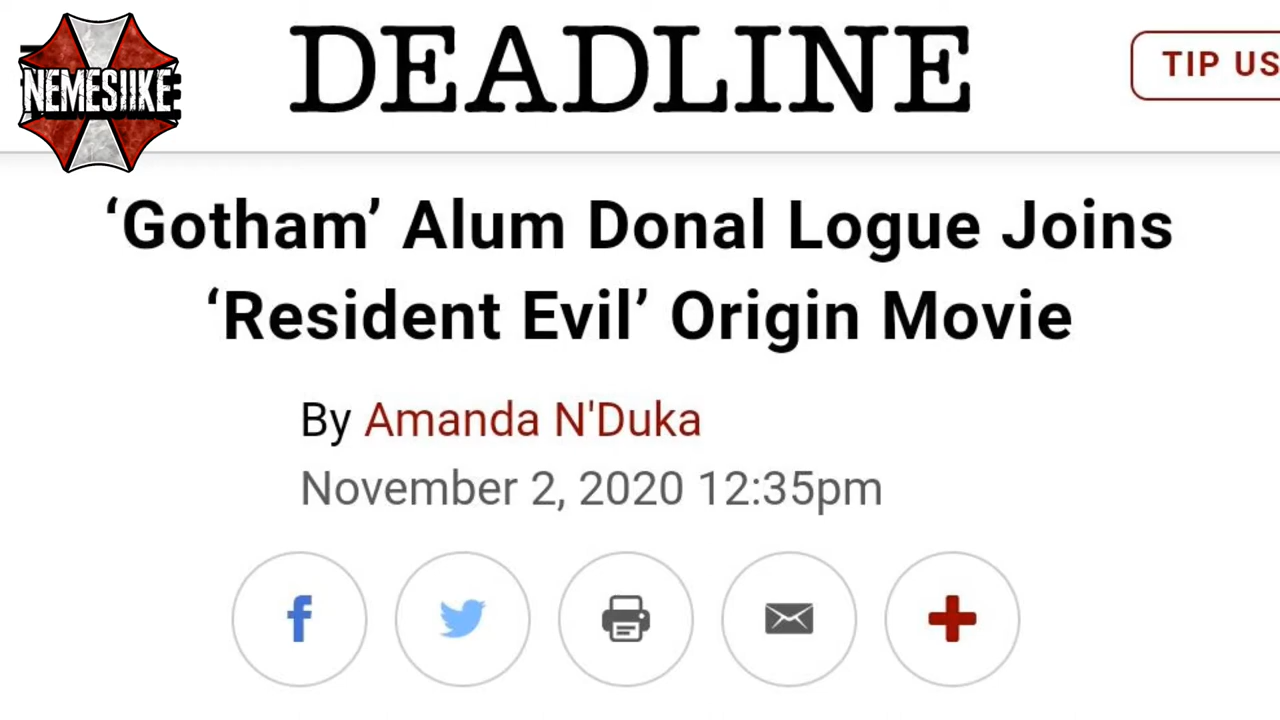 NEMESIIKE
DEADLINE
TIP US
‘Gotham’ Alum Donal Logue Joins
‘Resident Evil’ Origin Movie
By Amanda N'Duka
November 2, 2020 12:35pm